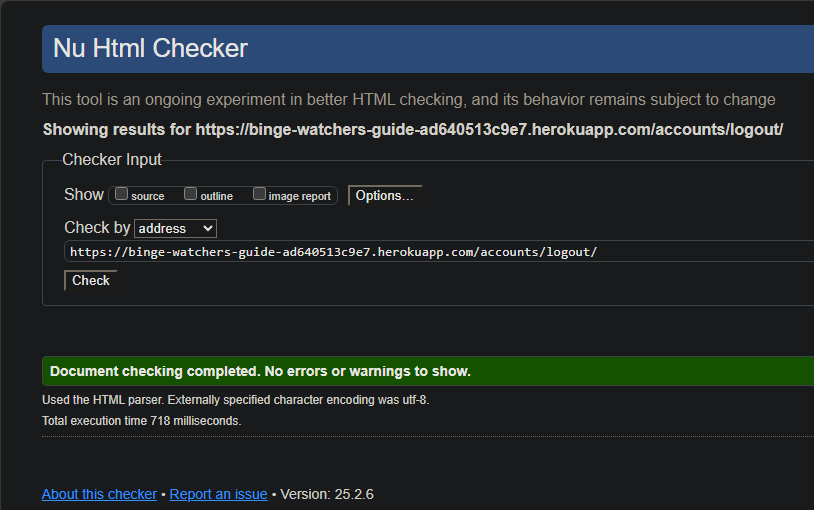 Nu Html Checker
This tool is an ongoing experiment in better HTML checking, and its behavior remains subject to change
Showing results for https://binge-watchers-guide-ad640513c9e7.herokuapp.com/accounts/logout/
Checker Input
Show source outline image report Options...
Check by address
https://binge-watchers-guide-ad640513c9e7.herokuapp.com/accounts/logout/
Check
Document checking completed. No errors or warnings to show.
Used the HTML parser. Externally specified character encoding was utf-8.
Total execution time 718 milliseconds.
About this checker • Report an issue • Version: 25.2.6